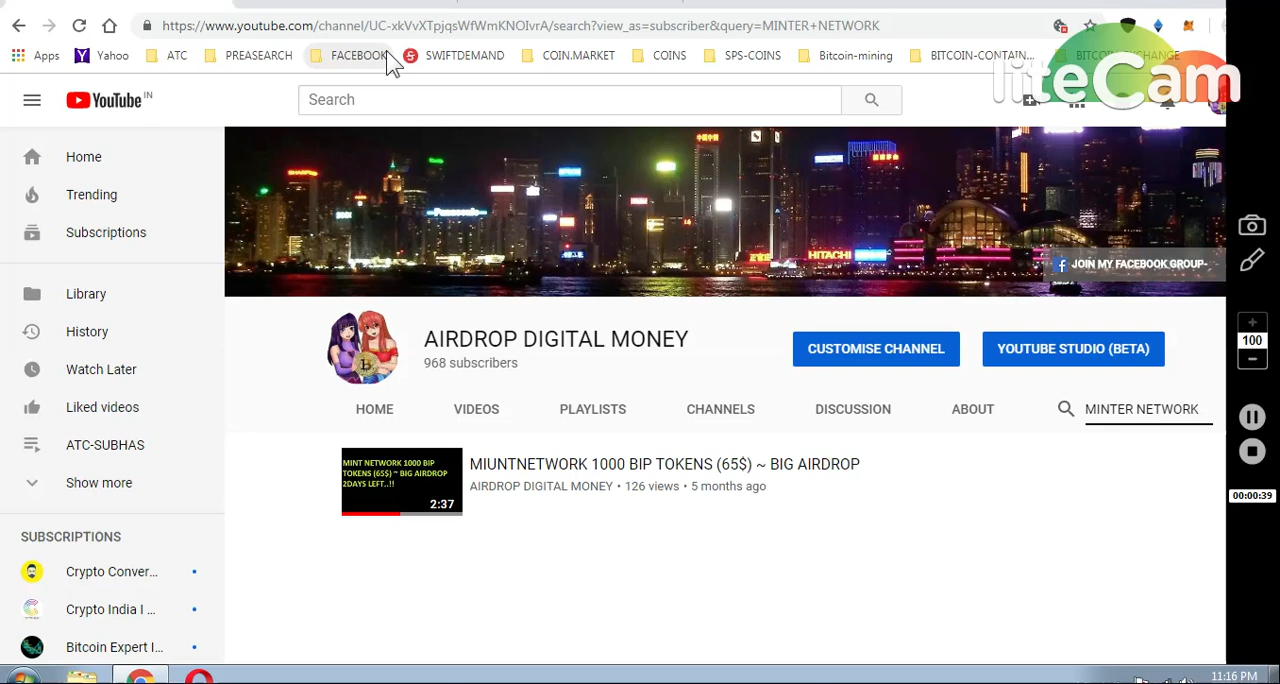 https://www.youtube.com/channel/UC-xkVvXTpjqsWfWmKNOIvrA/search?view_as=subscriber&query=MINTER+NETWORK
Apps Yahoo ATC PREASEARCH FACEBOOK SWIFTDEMAND COIN.MARKET COINS SPS-COINS Bitcoin-mining BITCOIN-CONTAIN... BITCOIN-EXCHANGE
liteCam
YouTube IN
Search
Home
Trending
Subscriptions
Library
History
Watch Later
Liked videos
ATC-SUBHAS
Show more
SUBSCRIPTIONS
Crypto Conver...
Crypto India I ...
Bitcoin Expert I...
Panasonic
HITACHI
JOIN MY FACEBOOK GROUP-
AIRDROP DIGITAL MONEY
968 subscribers
CUSTOMISE CHANNEL
YOUTUBE STUDIO (BETA)
HOME VIDEOS PLAYLISTS CHANNELS DISCUSSION ABOUT MINTER NETWORK
MINT NETWORK 1000 BIP
TOKENS (65$) ~ BIG AIRDROP
2DAYS LEFT..!!
2:37
MIUNTNETWORK 1000 BIP TOKENS (65$) ~ BIG AIRDROP
AIRDROP DIGITAL MONEY • 126 views • 5 months ago
100
00:00:39
11:16 PM